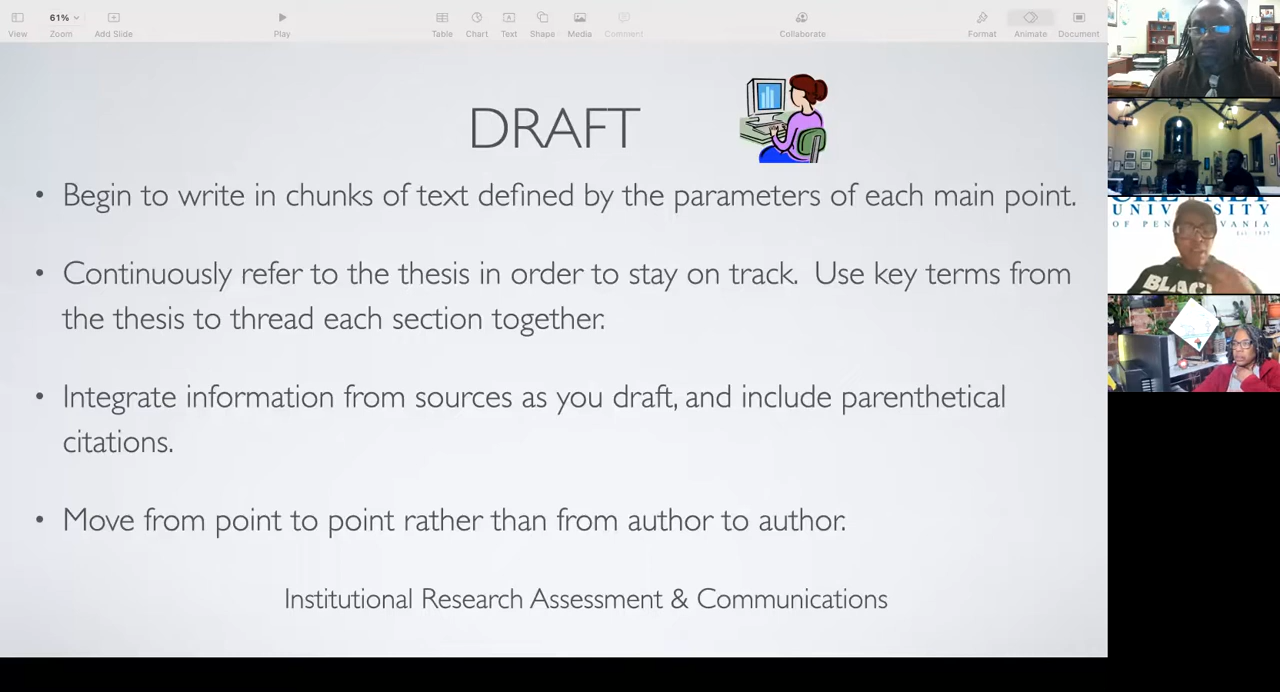 61%
View
Zoom
Add Slide
Play
Table
Chart
Text
Shape
Media
Comment
Collaborate
Format
Animate
Document
DRAFT
• Begin to write in chunks of text defined by the parameters of each main point.
• Continuously refer to the thesis in order to stay on track. Use key terms from
the thesis to thread each section together.
• Integrate information from sources as you draft, and include parenthetical
citations.
• Move from point to point rather than from author to author.
Institutional Research Assessment & Communications
UNIVERSITY
BLACK